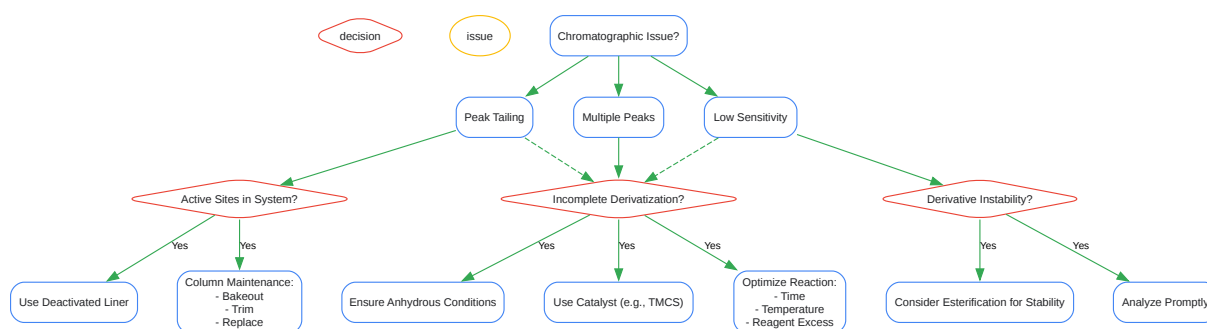 decision
issue
Chromatographic Issue?
Peak Tailing
Multiple Peaks
Low Sensitivity
Active Sites in System?
Incomplete Derivatization?
Derivative Instability?
Yes
Yes
Yes
Yes
Yes
Yes
Yes
Use Deactivated Liner
Column Maintenance:
- Bakeout
- Trim
- Replace
Ensure Anhydrous Conditions
Use Catalyst (e.g., TMCS)
Optimize Reaction:
- Time
- Temperature
- Reagent Excess
Consider Esterification for Stability
Analyze Promptly